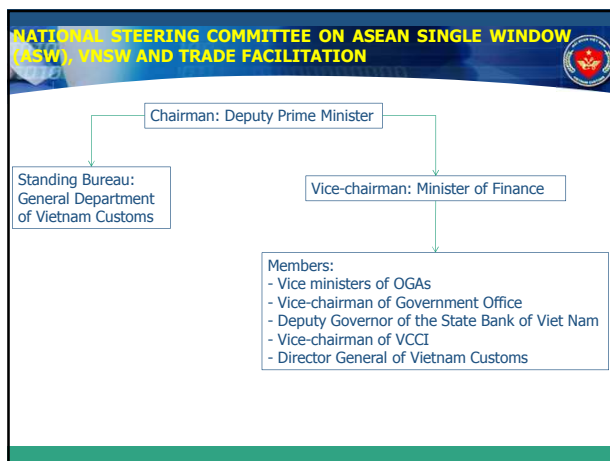 NATIONAL STEERING COMMITTEE ON ASEAN SINGLE WINDOW
(ASW), VNSW AND TRADE FACILITATION
Chairman: Deputy Prime Minister
Standing Bureau:
General Department
of Vietnam Customs
Vice-chairman: Minister of Finance
Members:
- Vice ministers of OGAs
- Vice-chairman of Government Office
- Deputy Governor of the State Bank of Viet Nam
- Vice-chairman of VCCI
- Director General of Vietnam Customs